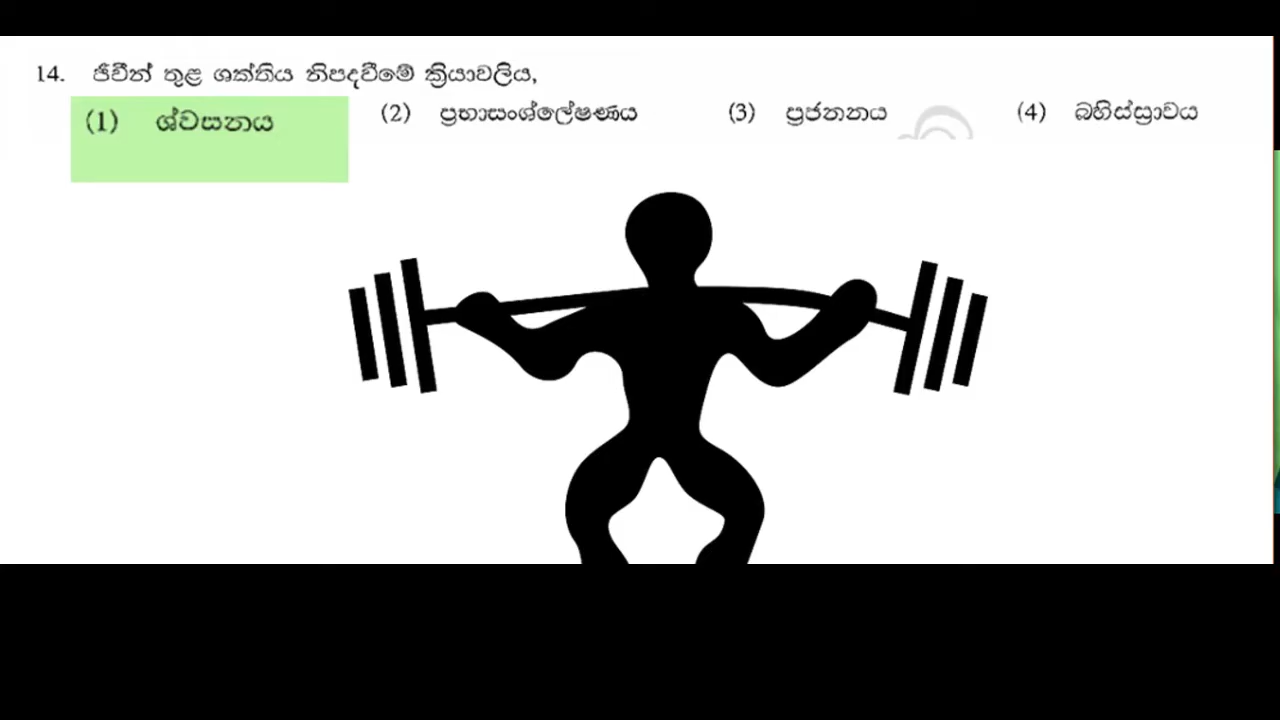 14. ජීවීන් තුළ ශක්තිය නිපදවීමේ ක්‍රියාවලිය,
(1) ශ්වසනය (2) ප්‍රභාසංශ්ලේෂණය (3) ප්‍රජනනය (4) බහිස්ස්‍රාවය